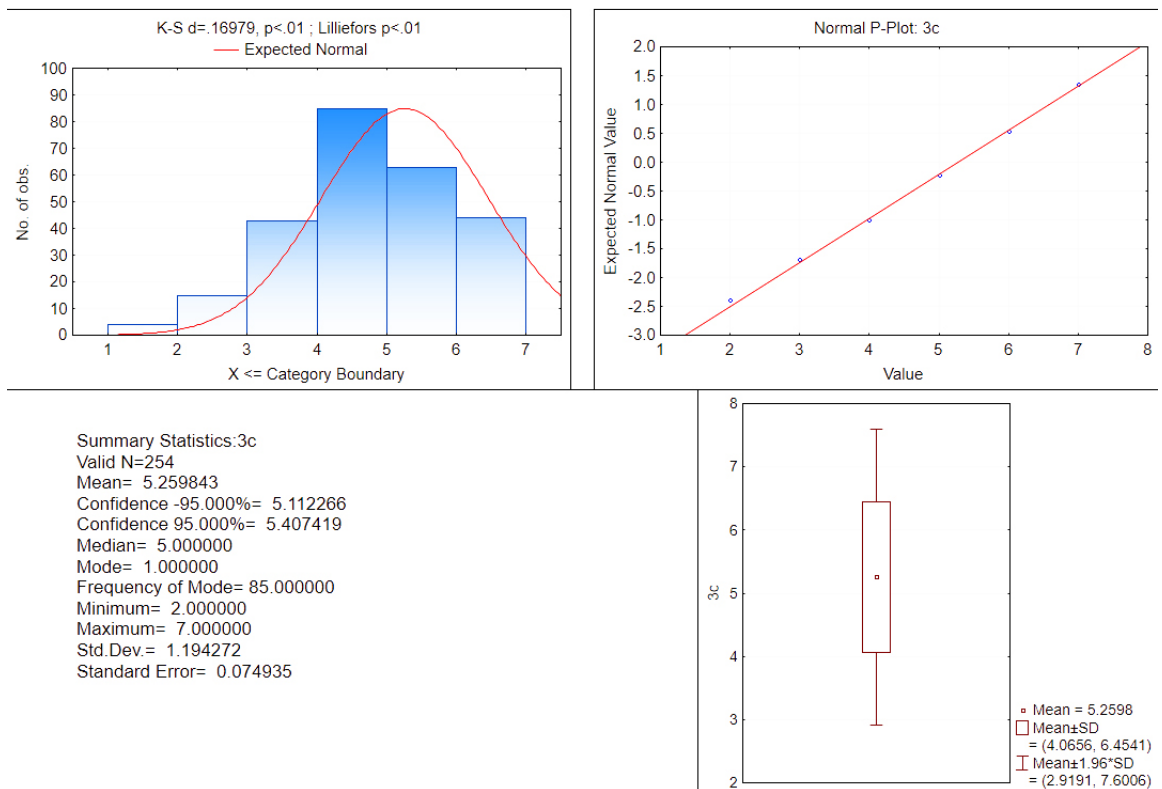 K-S d=.16979, p<.01 ; Lilliefors p<.01
Expected Normal
100
90
80
70
60
50
40
30
20
10
0
No. of obs.
1 2 3 4 5 6 7
X <= Category Boundary
Normal P-Plot: 3c
2.0
1.5
1.0
0.5
0.0
-0.5
-1.0
-1.5
-2.0
-2.5
-3.0
Expected Normal Value
1 2 3 4 5 6 7 8
Value
Summary Statistics:3c
Valid N=254
Mean= 5.259843
Confidence -95.000%= 5.112266
Confidence 95.000%= 5.407419
Median= 5.000000
Mode= 1.000000
Frequency of Mode= 85.000000
Minimum= 2.000000
Maximum= 7.000000
Std.Dev.= 1.194272
Standard Error= 0.074935
8
7
6
5
4
3
2
3c
Mean = 5.2598
Mean±SD
= (4.0656, 6.4541)
Mean±1.96*SD
= (2.9191, 7.6006)